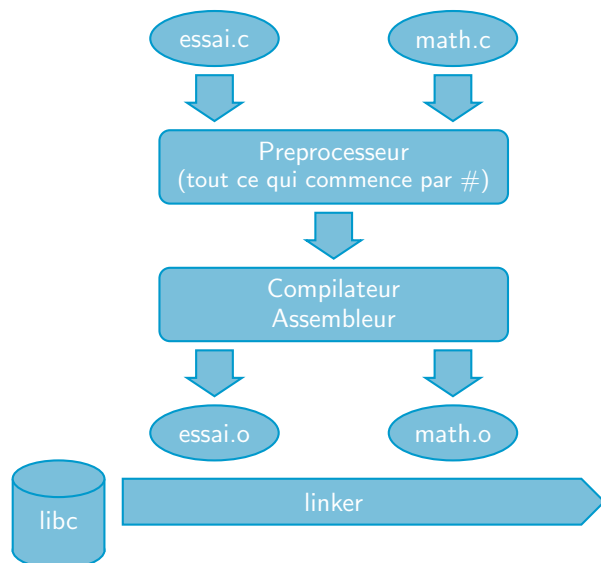 essai.c
math.c
Preprocesseur
(tout ce qui commence par #)
Compilateur
Assembleur
essai.o
math.o
libc
linker